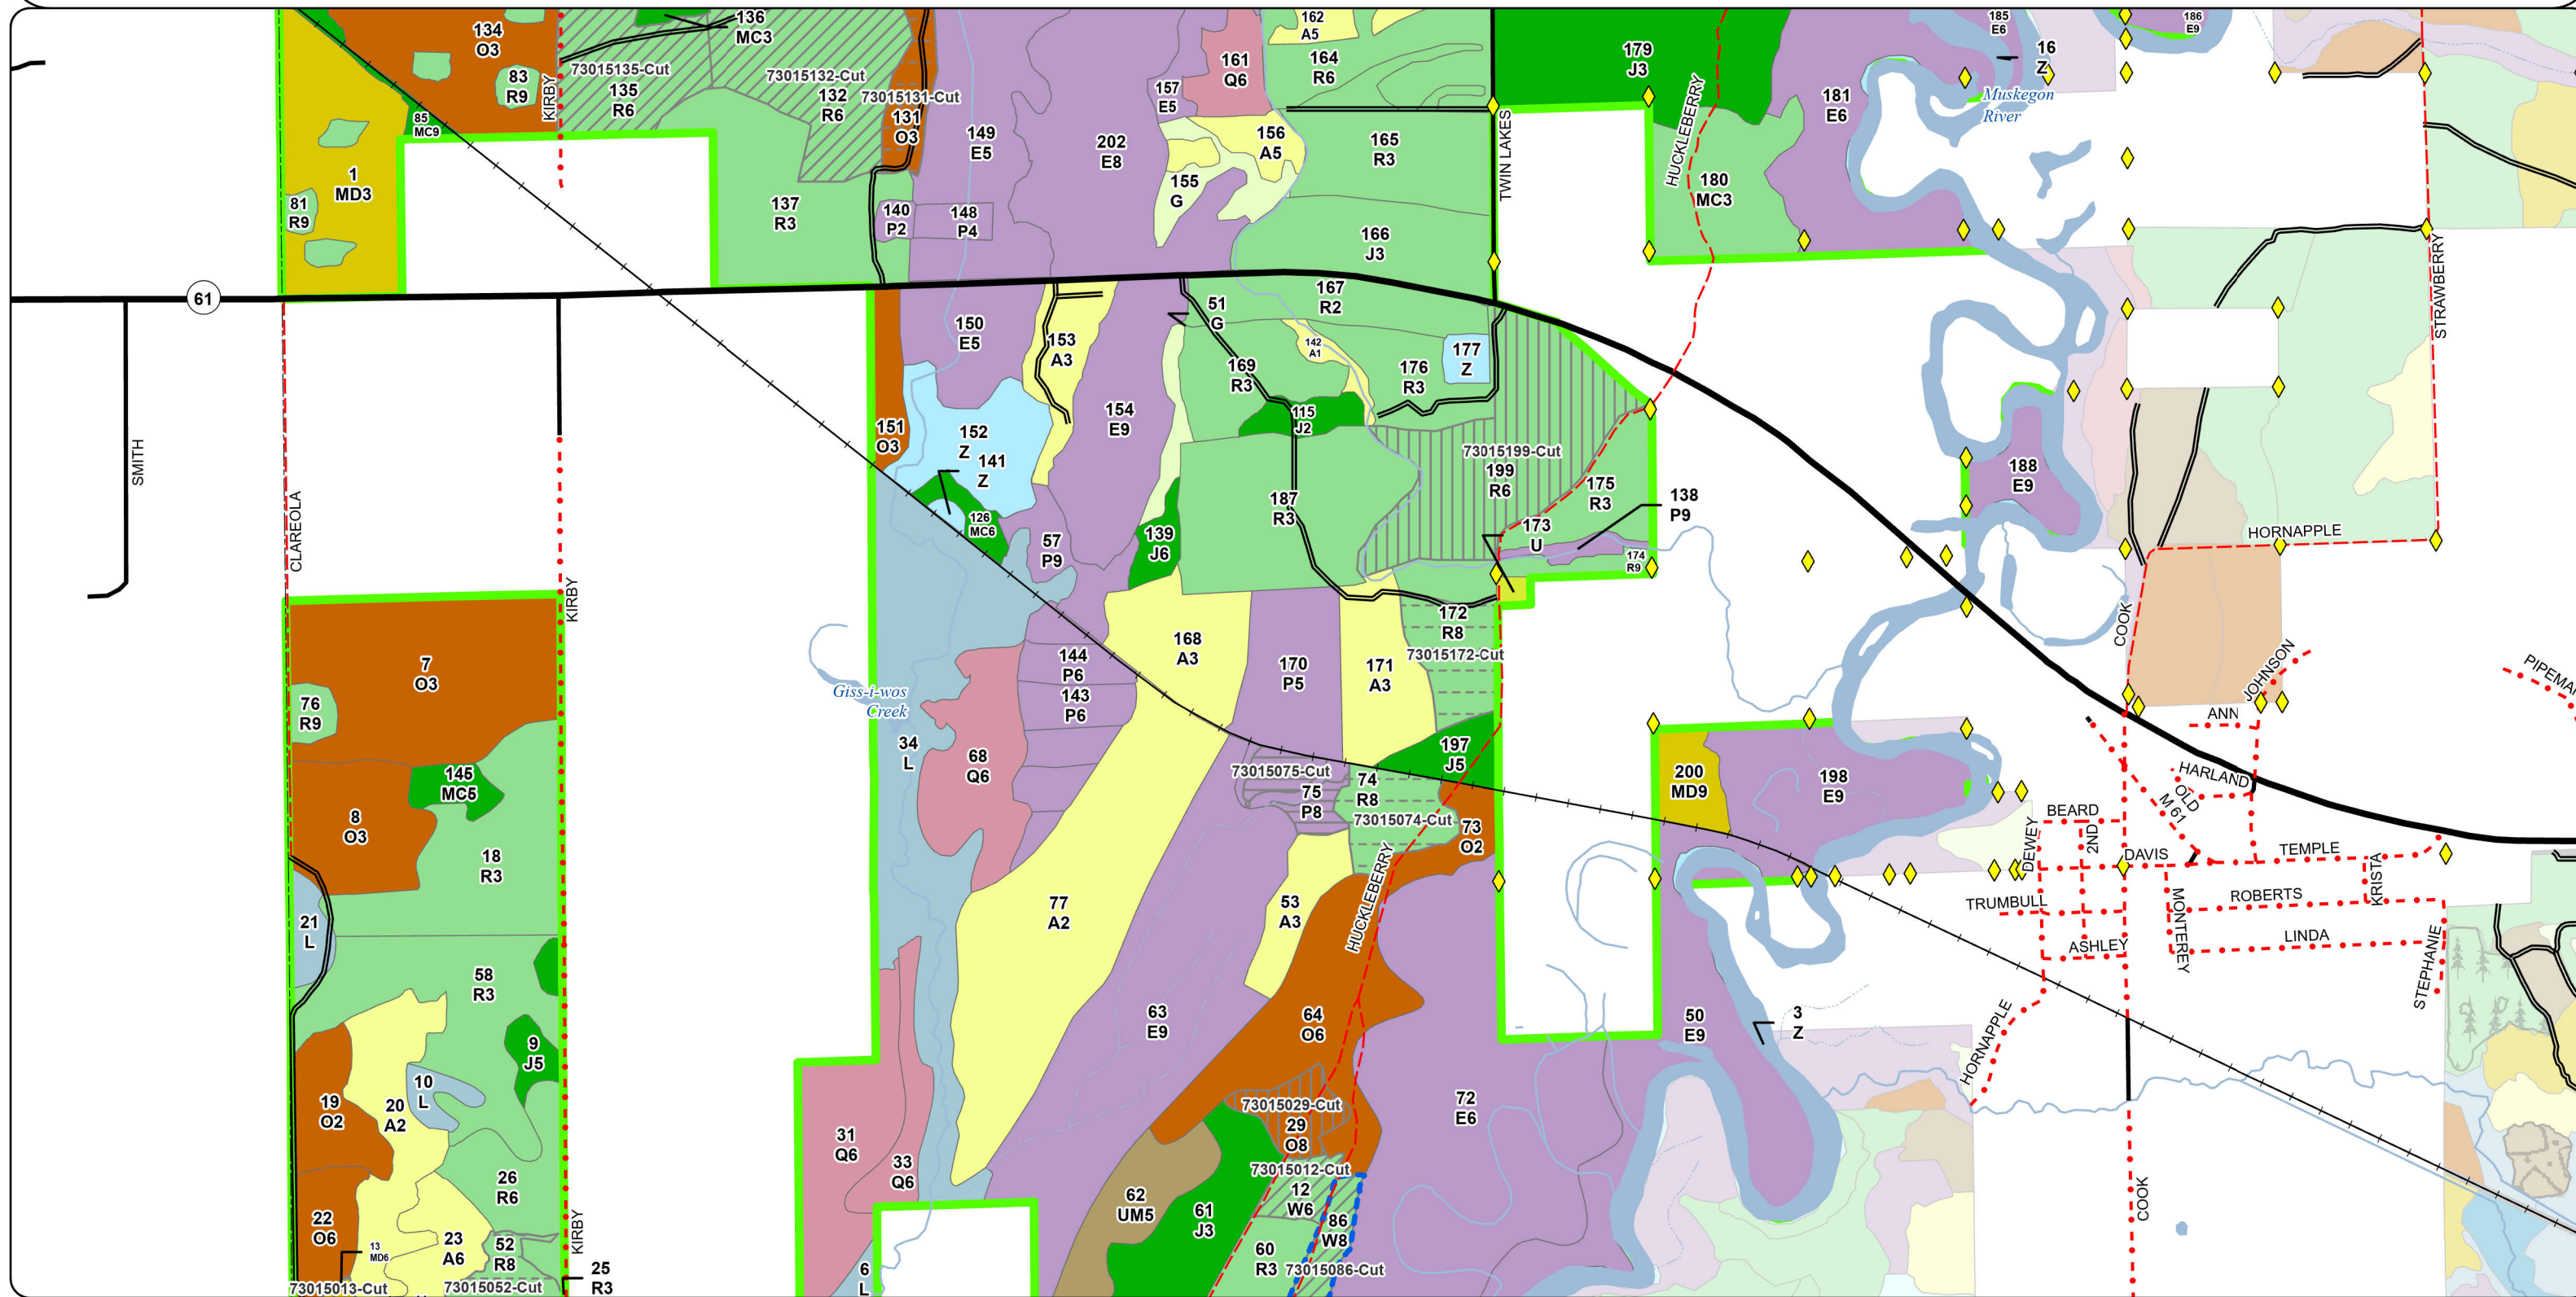 134
O3
136
MC3
83
R9
KIRBY
73015135-Cut
135
R6
73015132-Cut
132
R6
73015131-Cut
131
O3
85
MC9
1
MD3
81
R9
137
R3
140
P2
148
P4
149
E5
202
E8
157
E5
161
Q6
162
A5
164
R6
156
A5
155
G
165
R3
166
J3
TWIN LAKES
179
J3
HUCKLEBERRY
180
MC3
181
E6
185
E6
16
Z
186
E9
Muskegon
River
STRAWBERRY
61
SMITH
CLAREOLA
150
E5
153
A3
51
G
167
R2
142
A1
177
Z
176
R3
169
R3
115
J2
154
E9
151
O3
152
Z
141
Z
126
MC6
57
P9
139
J6
187
R3
73015199-Cut
199
R6
175
R3
138
P9
173
U
174
R9
188
E9
HORNAPPLE
COOK
KIRBY
7
O3
76
R9
145
MC5
8
O3
18
R3
21
L
58
R3
9
J5
10
L
19
O2
20
A2
26
R6
22
O6
13
MD6
23
A6
52
R8
73015013-Cut
73015052-Cut
KIRBY
25
R3
Giss-i-wos
Creek
34
L
68
Q6
144
P6
143
P6
168
A3
170
P5
171
A3
172
R8
73015172-Cut
197
J5
73015075-Cut
75
P8
74
R8
73015074-Cut
73
O2
HUCKLEBERRY
77
A2
53
A3
63
E9
64
O6
73015029-Cut
29
O8
72
E6
31
Q6
33
Q6
6
L
62
UM5
61
J3
73015012-Cut
12
W6
86
W8
60
R3
73015086-Cut
200
MD9
198
E9
50
E9
3
Z
JOHNSON
PIPEMA
ANN
HARLAND
OLD
M 61
BEARD
DEWEY
2ND
DAVIS
TEMPLE
KRISTA
TRUMBULL
ROBERTS
MONTEREY
ASHLEY
LINDA
STEPHANIE
HORNAPPLE
COOK